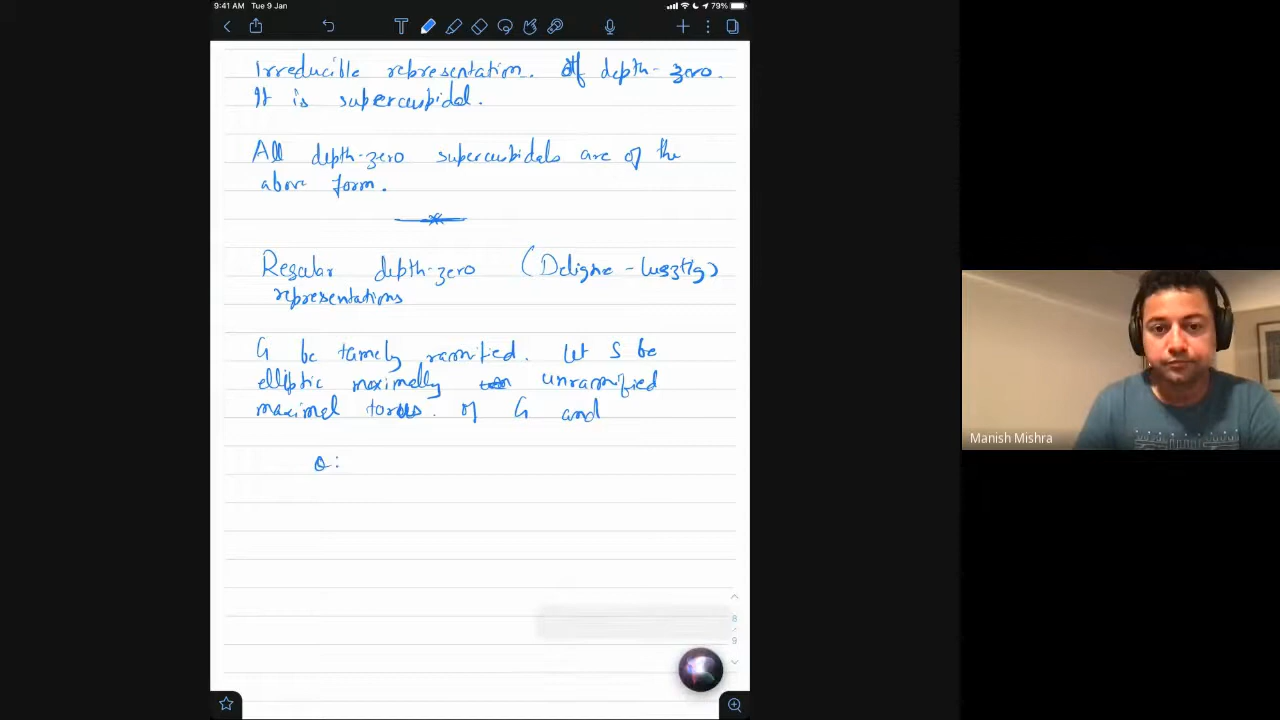 9:41 AM Tue 9 Jan
79%
T
Irreducible representation. Of depth-zero.
It is supercuspidal.
All depth-zero supercuspidals are of the
above form.
Regular depth-zero (Deligne-Lusztig)
representations
G be tamely ramified. Let S be
elliptic maximally unramified
maximal torus. of G and
θ:
8
9
Manish Mishra